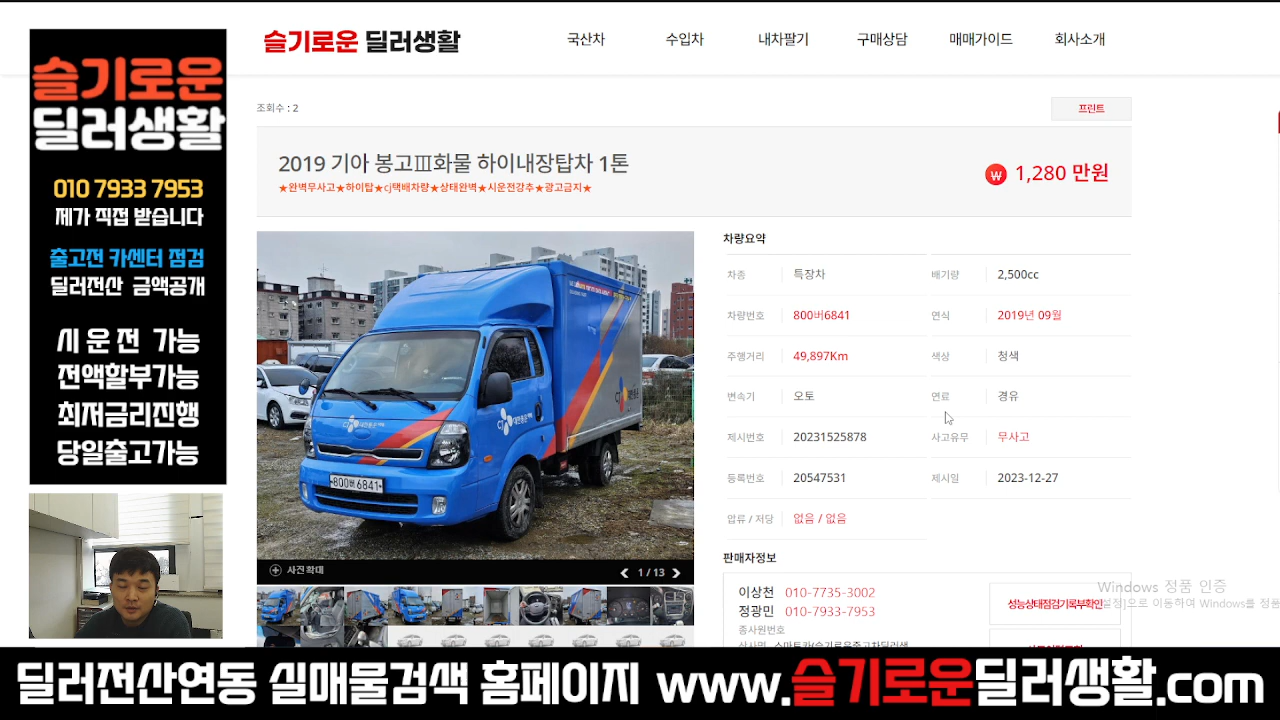 슬기로운
딜러생활
010 7933 7953
제가 직접 받습니다
출고전 카센터 점검
딜러전산 금액공개
시 운 전 가능
전액할부가능
최저금리진행
당일출고가능
슬기로운 딜러생활
국산차
수입차
내차팔기
구매상담
매매가이드
회사소개
조회수 : 2
프린트
2019 기아 봉고Ⅲ화물 하이내장탑차 1톤
★완벽무사고★하이탑★cj택배차량★상태완벽★시운전강추★광고금지★
₩ 1,280 만원
CJ대한통운 택배
800버6841
사진확대
1 / 13
차량요약
차종 특장차
배기량 2,500cc
차량번호 800버6841
연식 2019년 09월
주행거리 49,897Km
색상 청색
변속기 오토
연료 경유
제시번호 20231525878
사고유무 무사고
등록번호 20547531
제시일 2023-12-27
압류 / 저당 없음 / 없음
판매자정보
이상천 010-7735-3002
정광민 010-7933-7953
종사원번호
성능상태점검기록부확인
Windows 정품 인증
딜러전산연동 실매물검색 홈페이지 www.슬기로운딜러생활.com